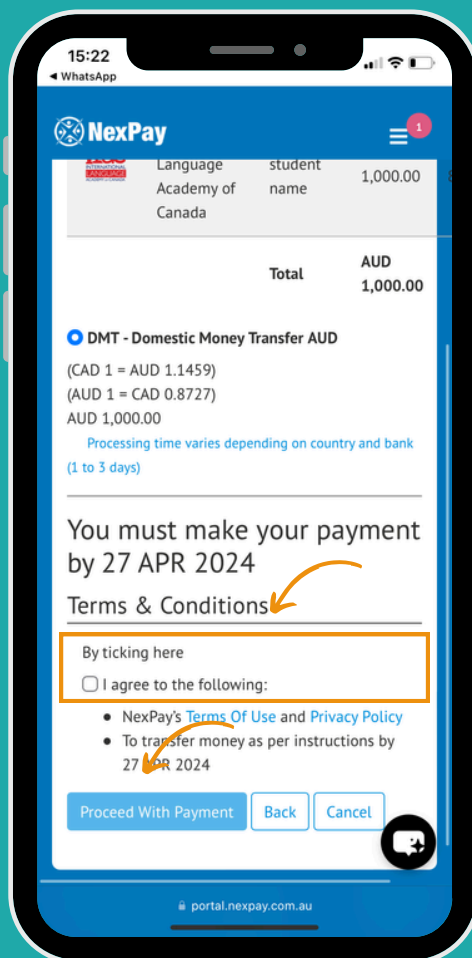 15:22
WhatsApp
NexPay
1
INTERNATIONAL
LANGUAGE
Language student
Academy of name 1,000.00
Canada
Total AUD
1,000.00
DMT - Domestic Money Transfer AUD
(CAD 1 = AUD 1.1459)
(AUD 1 = CAD 0.8727)
AUD 1,000.00
Processing time varies depending on country and bank
(1 to 3 days)
You must make your payment
by 27 APR 2024
Terms & Conditions
By ticking here
I agree to the following:
• NexPay's Terms Of Use and Privacy Policy
• To transfer money as per instructions by
27 APR 2024
Proceed With Payment Back Cancel
portal.nexpay.com.au